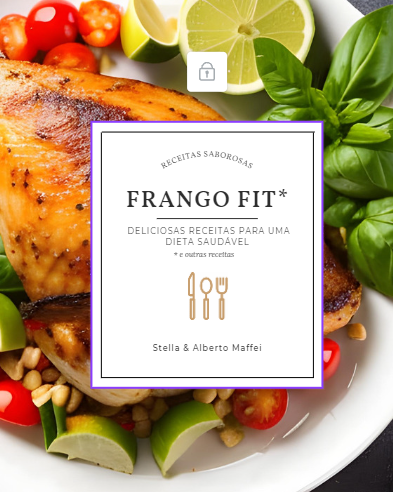 RECEITAS SABOROSAS
FRANGO FIT*
DELICIOSAS RECEITAS PARA UMA
DIETA SAUDÁVEL
* e outras receitas
Stella & Alberto Maffei